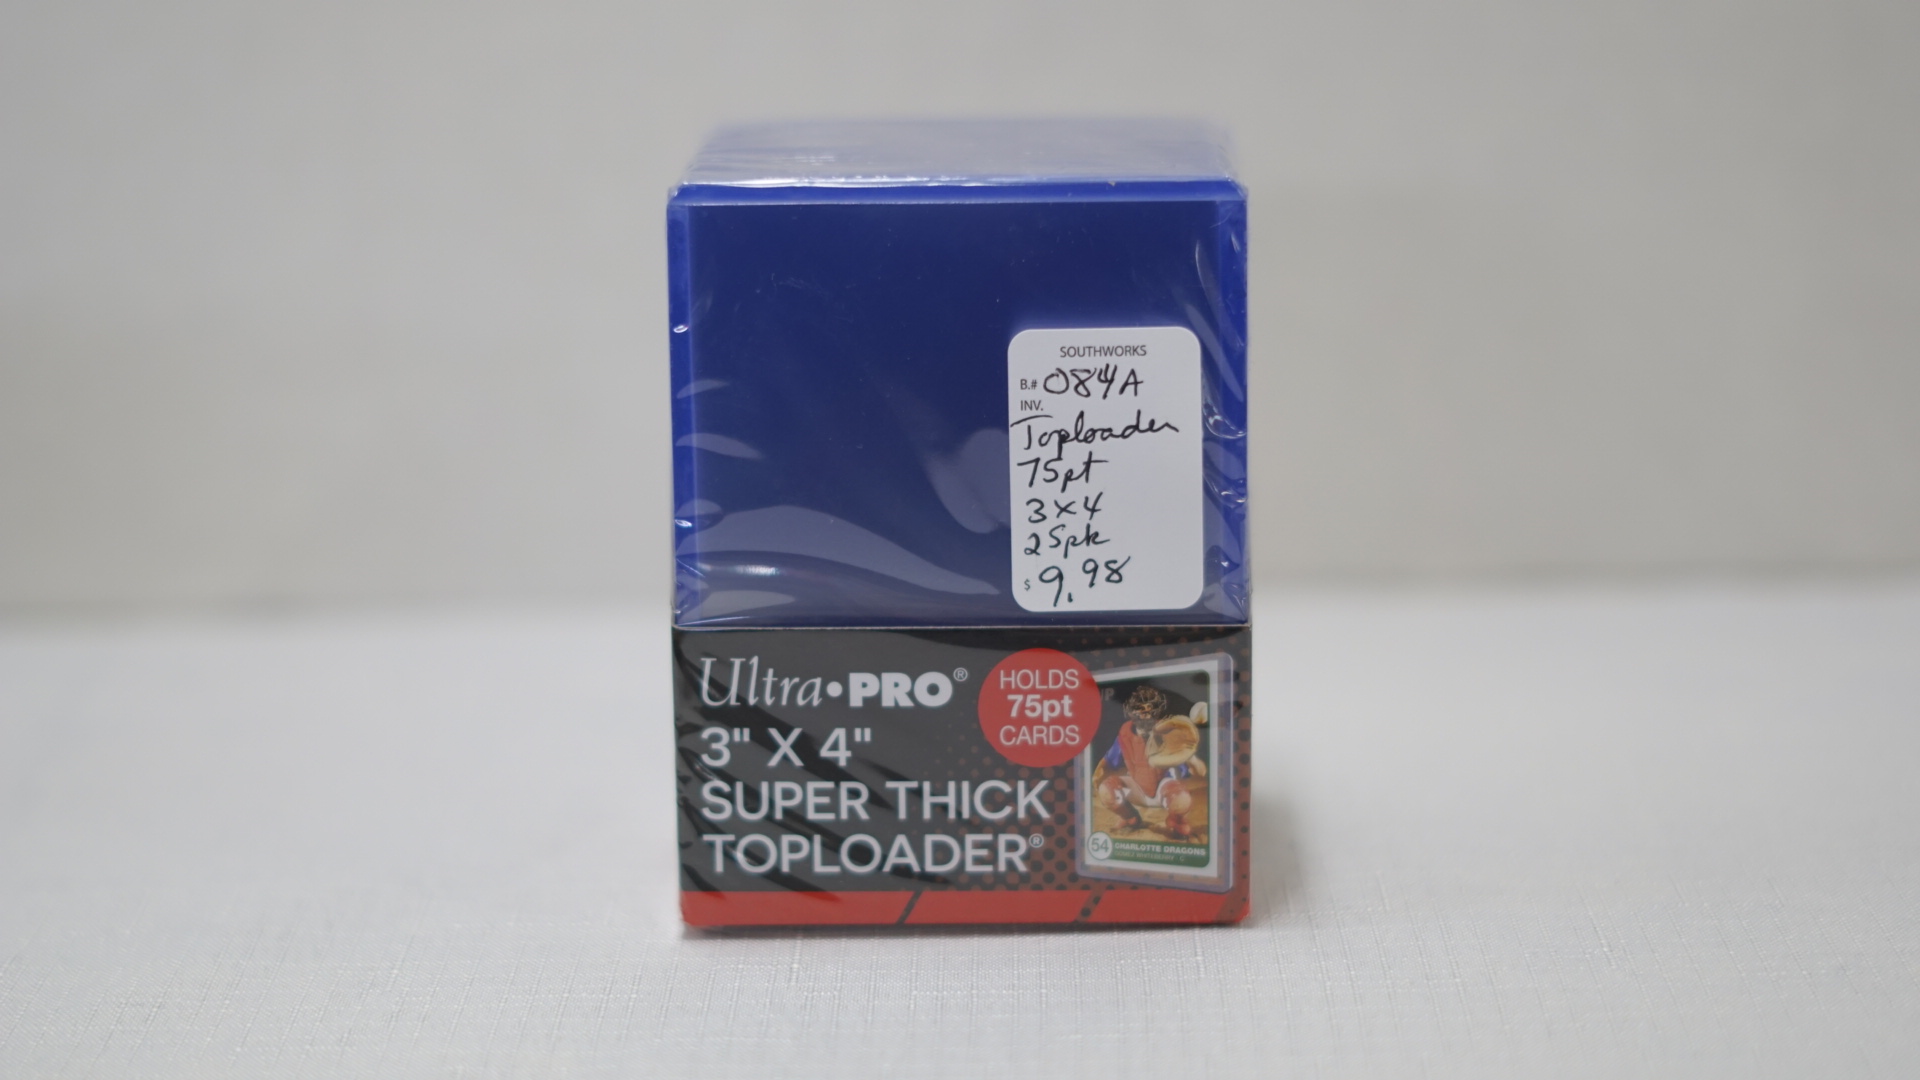 SOUTHWORKS
B.# 084A
INV.
Toploader
75pt
3x4
25pk
$ 9.98
Ultra•PRO®
HOLDS
75pt
CARDS
3" X 4"
SUPER THICK
TOPLOADER®
54
CHARLOTTE DRAGONS